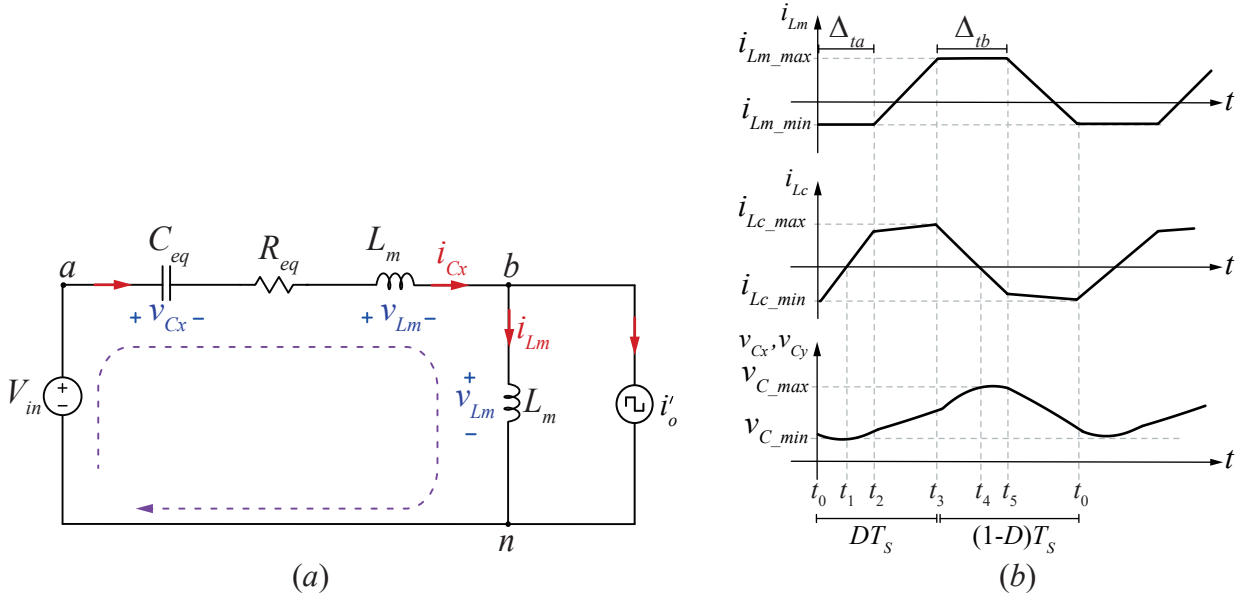 C_eq
R_eq
L_m
i_Cx
a
b
+ v_Cx -
+ v_Lm -
i_Lm
V_in
+
-
+
v_Lm
-
L_m
i'_o
n
(a)
i_Lm
Δ_ta
Δ_tb
i_Lm_max
t
i_Lm_min
i_Lc
i_Lc_max
t
i_Lc_min
v_Cx, v_Cy
v_C_max
v_C_min
t
t_0 t_1 t_2 t_3 t_4 t_5 t_0
DT_S (1-D)T_S
(b)